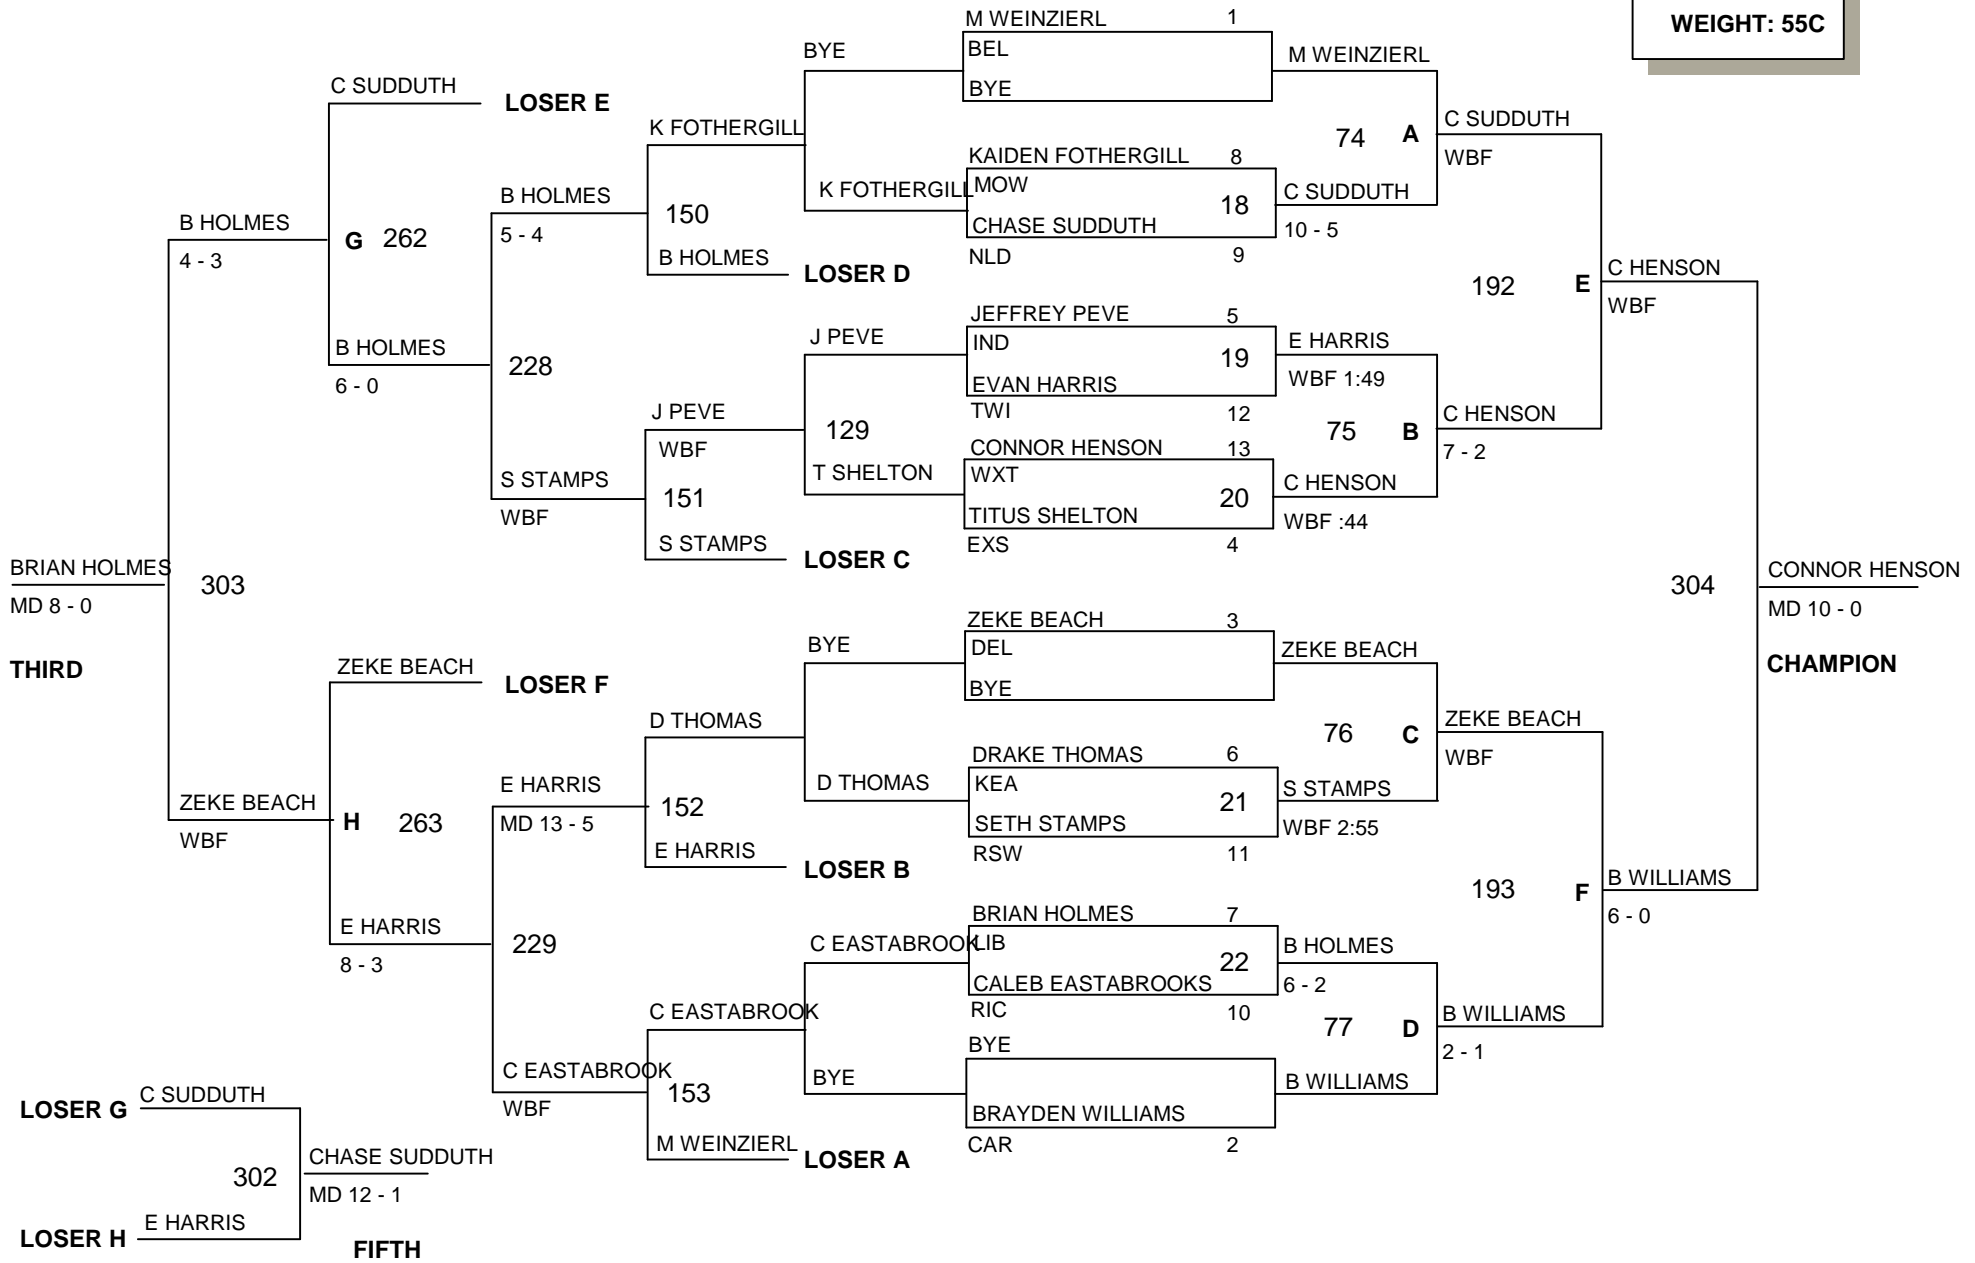 WEIGHT: 55C
M WEINZIERL 1
BEL
BYE
M WEINZIERL
KAIDEN FOTHERGILL 8
MOW
18
CHASE SUDDUTH
NLD 9
C SUDDUTH
10 - 5
74 A
C SUDDUTH
WBF
JEFFREY PEVE 5
IND
19
EVAN HARRIS
TWI 12
E HARRIS
WBF 1:49
CONNOR HENSON 13
WXT
20
TITUS SHELTON
EXS 4
C HENSON
WBF :44
75 B
C HENSON
7 - 2
192 E
C HENSON
WBF
ZEKE BEACH 3
DEL
BYE
ZEKE BEACH
DRAKE THOMAS 6
KEA
21
SETH STAMPS
RSW 11
S STAMPS
WBF 2:55
76 C
ZEKE BEACH
WBF
BRIAN HOLMES 7
LIB
22
CALEB EASTABROOKS
RIC 10
B HOLMES
6 - 2
BYE
BRAYDEN WILLIAMS
CAR 2
B WILLIAMS
77 D
B WILLIAMS
2 - 1
193 F
B WILLIAMS
6 - 0
304
CONNOR HENSON
MD 10 - 0
CHAMPION
BYE
K FOTHERGILL
K FOTHERGILL
150
B HOLMES
LOSER D
B HOLMES
5 - 4
J PEVE
129
T SHELTON
J PEVE
WBF
151
S STAMPS
LOSER C
S STAMPS
WBF
228
B HOLMES
6 - 0
C SUDDUTH
LOSER E
G 262
B HOLMES
4 - 3
BYE
D THOMAS
D THOMAS
152
E HARRIS
LOSER B
E HARRIS
MD 13 - 5
C EASTABROOK
BYE
C EASTABROOK
153
M WEINZIERL
LOSER A
C EASTABROOK
WBF
229
E HARRIS
8 - 3
ZEKE BEACH
LOSER F
H 263
ZEKE BEACH
WBF
303
BRIAN HOLMES
MD 8 - 0
THIRD
LOSER G
C SUDDUTH
302
LOSER H
E HARRIS
CHASE SUDDUTH
MD 12 - 1
FIFTH